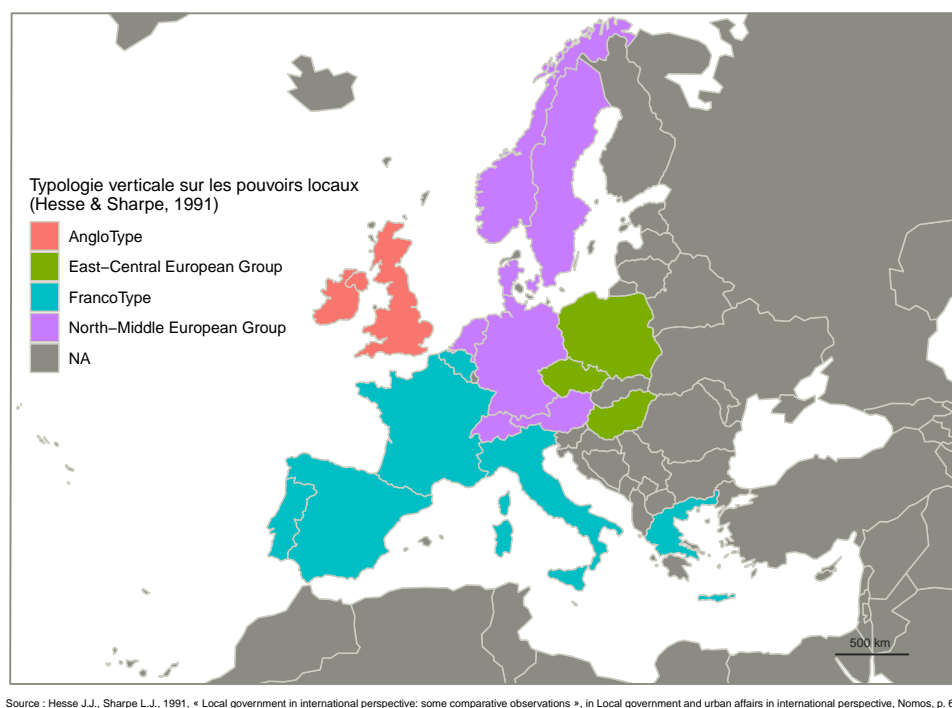 Typologie verticale sur les pouvoirs locaux
(Hesse & Sharpe, 1991)
AngloType
East−Central European Group
FrancoType
North−Middle European Group
NA
500 km
Source : Hesse J.J., Sharpe L.J., 1991, « Local government in international perspective: some comparative observations », in Local government and urban affairs in international perspective, Nomos, p.